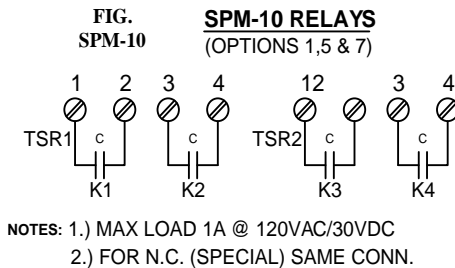 FIG.
SPM-10
SPM-10 RELAYS
(OPTIONS 1,5 & 7)
1 2 3 4 12 3 4
TSR1 C C TSR2 C C
K1 K2 K3 K4
NOTES: 1.) MAX LOAD 1A @ 120VAC/30VDC
2.) FOR N.C. (SPECIAL) SAME CONN.